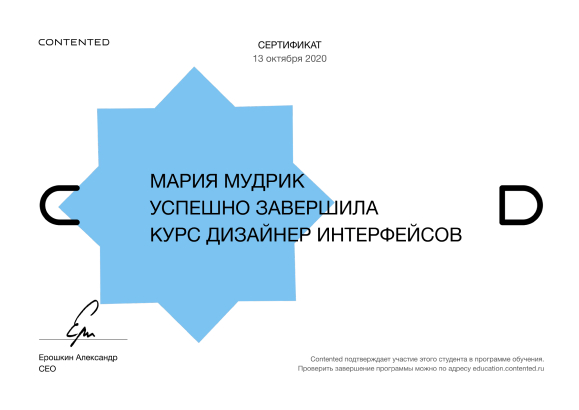 CONTENTED
СЕРТИФИКАТ
13 октября 2020
МАРИЯ МУДРИК
УСПЕШНО ЗАВЕРШИЛА
КУРС ДИЗАЙНЕР ИНТЕРФЕЙСОВ
C D
Ерошкин Александр
CEO
Contented подтверждает участие этого студента в программе обучения.
Проверить завершение программы можно по адресу education.contented.ru